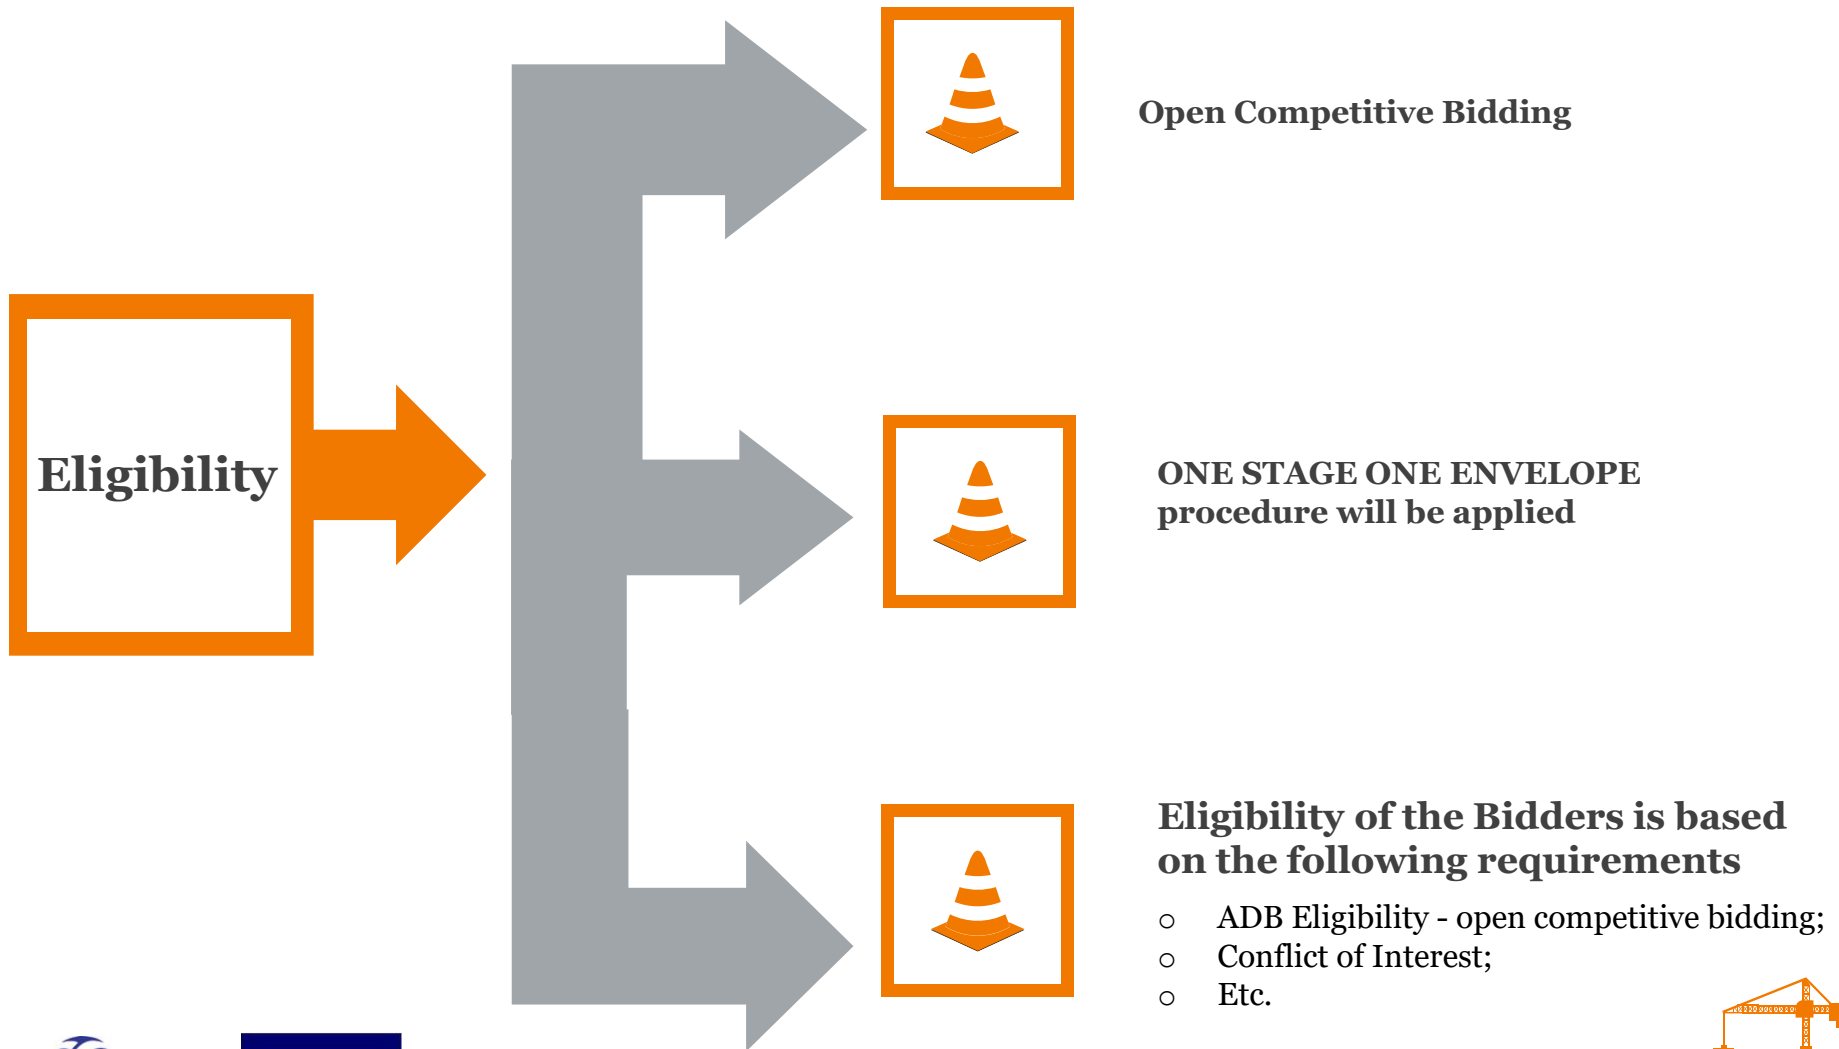 Open Competitive Bidding
Eligibility
ONE STAGE ONE ENVELOPE
procedure will be applied
Eligibility of the Bidders is based
on the following requirements
o ADB Eligibility - open competitive bidding;
o Conflict of Interest;
o Etc.